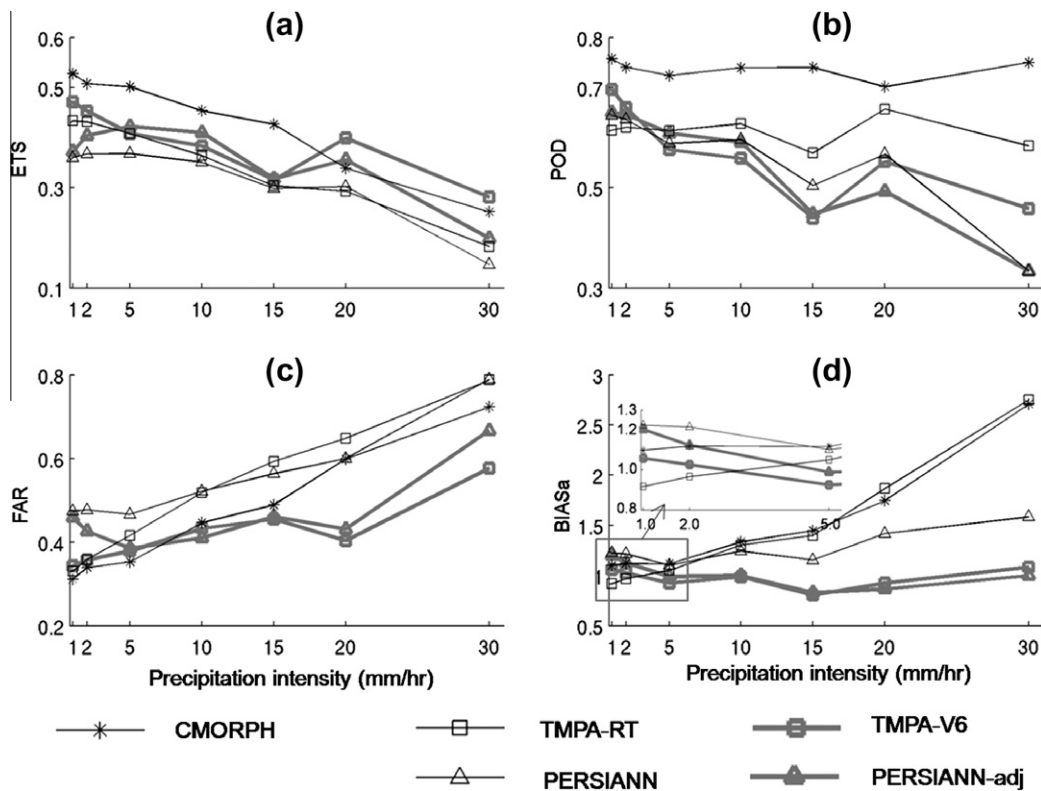 (a)
0.6
0.5
0.3
0.1
ETS
1 2 5 10 15 20 30
(b)
0.8
0.7
0.5
0.3
POD
1 2 5 10 15 20 30
(c)
0.8
0.6
0.4
0.2
FAR
1 2 5 10 15 20 30
Precipitation intensity (mm/hr)
(d)
3
2.5
2
1.5
1
0.5
BIASa
1.3
1.2
1.0
0.8
1.0 2.0 5.0
1 2 5 10 15 20 30
Precipitation intensity (mm/hr)
CMORPH TMPA-RT TMPA-V6
PERSIANN PERSIANN-adj